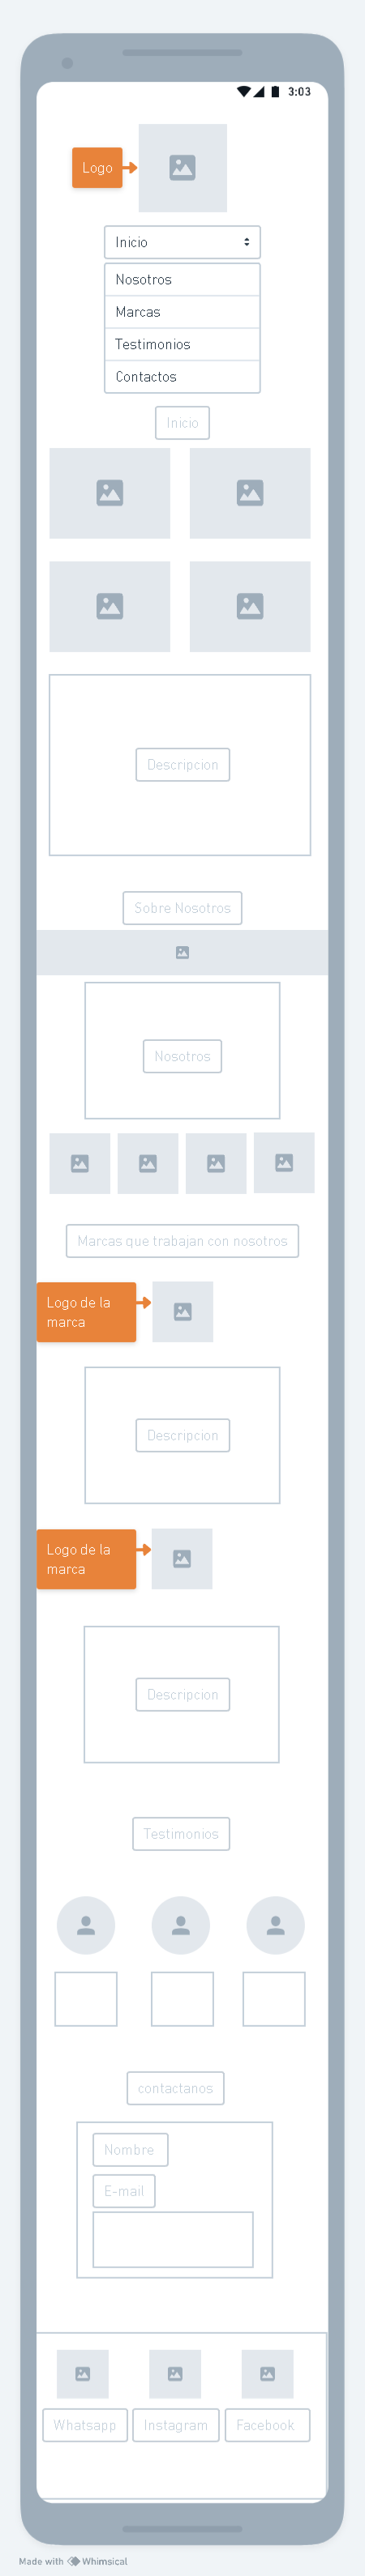 3:03
Logo
Inicio
Nosotros
Marcas
Testimonios
Contactos
Inicio
Descripcion
Sobre Nosotros
Nosotros
Marcas que trabajan con nosotros
Logo de la
marca
Descripcion
Logo de la
marca
Descripcion
Testimonios
contactanos
Nombre
E-mail
Whatsapp
Instagram
Facebook
Made with Whimsical